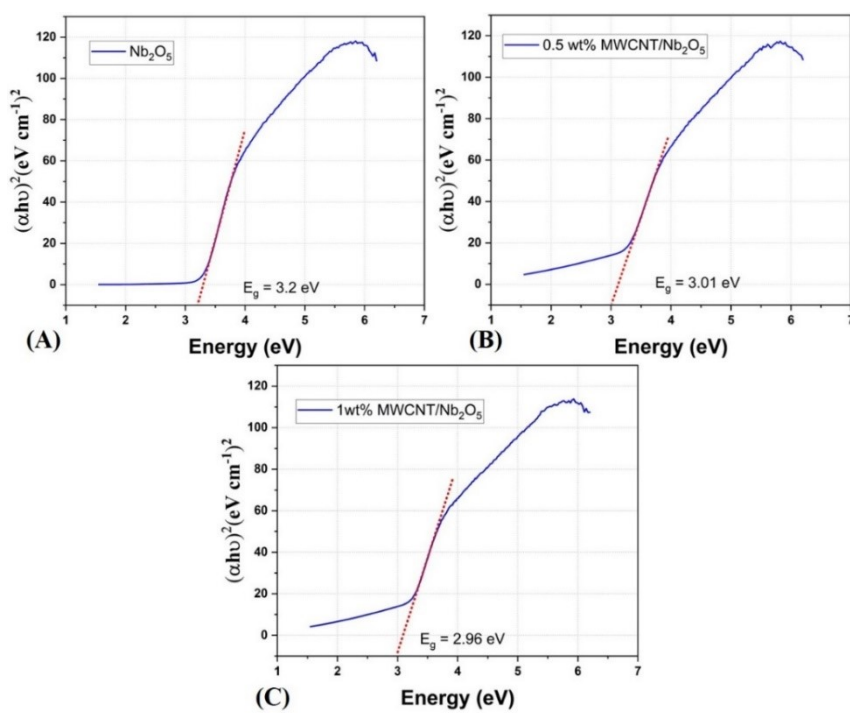 120
100
80
60
40
20
0
(αhυ)²(eV cm⁻¹)²
Nb₂O₅
E_g = 3.2 eV
1 2 3 4 5 6 7
(A) Energy (eV)
120
100
80
60
40
20
0
(αhυ)²(eV cm⁻¹)²
0.5 wt% MWCNT/Nb₂O₅
E_g = 3.01 eV
1 2 3 4 5 6 7
(B) Energy (eV)
120
100
80
60
40
20
0
(αhυ)²(eV cm⁻¹)²
1wt% MWCNT/Nb₂O₅
E_g = 2.96 eV
1 2 3 4 5 6 7
(C) Energy (eV)